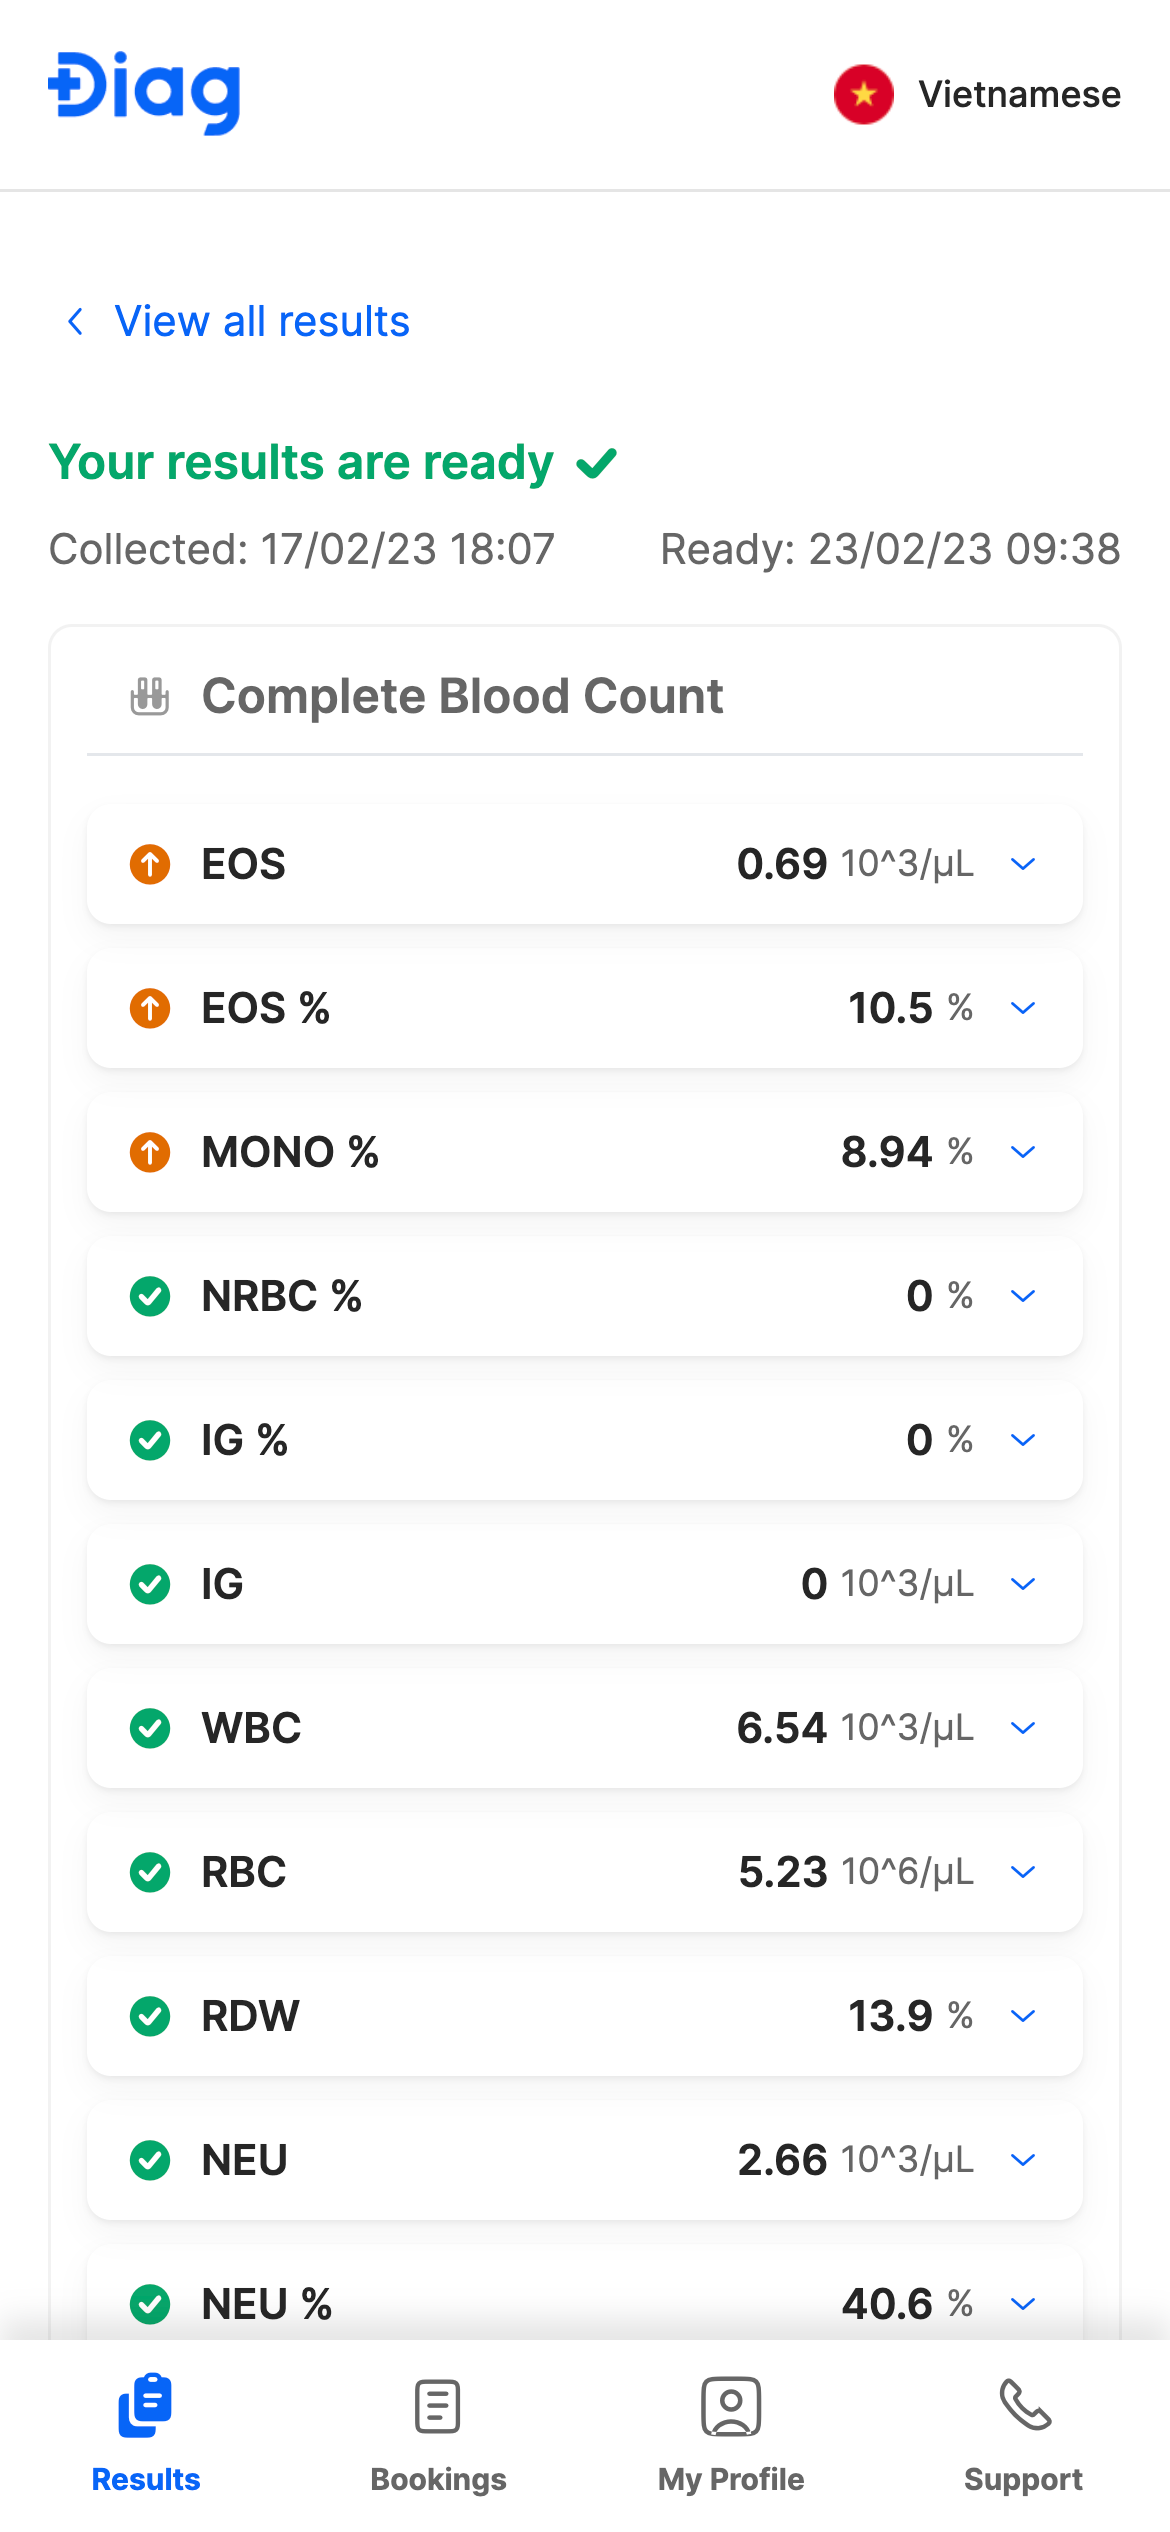 Diag
Vietnamese
View all results
Your results are ready
Collected: 17/02/23 18:07 Ready: 23/02/23 09:38
Complete Blood Count
EOS 0.69 10^3/µL
EOS % 10.5 %
MONO % 8.94 %
NRBC % 0 %
IG % 0 %
IG 0 10^3/µL
WBC 6.54 10^3/µL
RBC 5.23 10^6/µL
RDW 13.9 %
NEU 2.66 10^3/µL
NEU % 40.6 %
Results Bookings My Profile Support